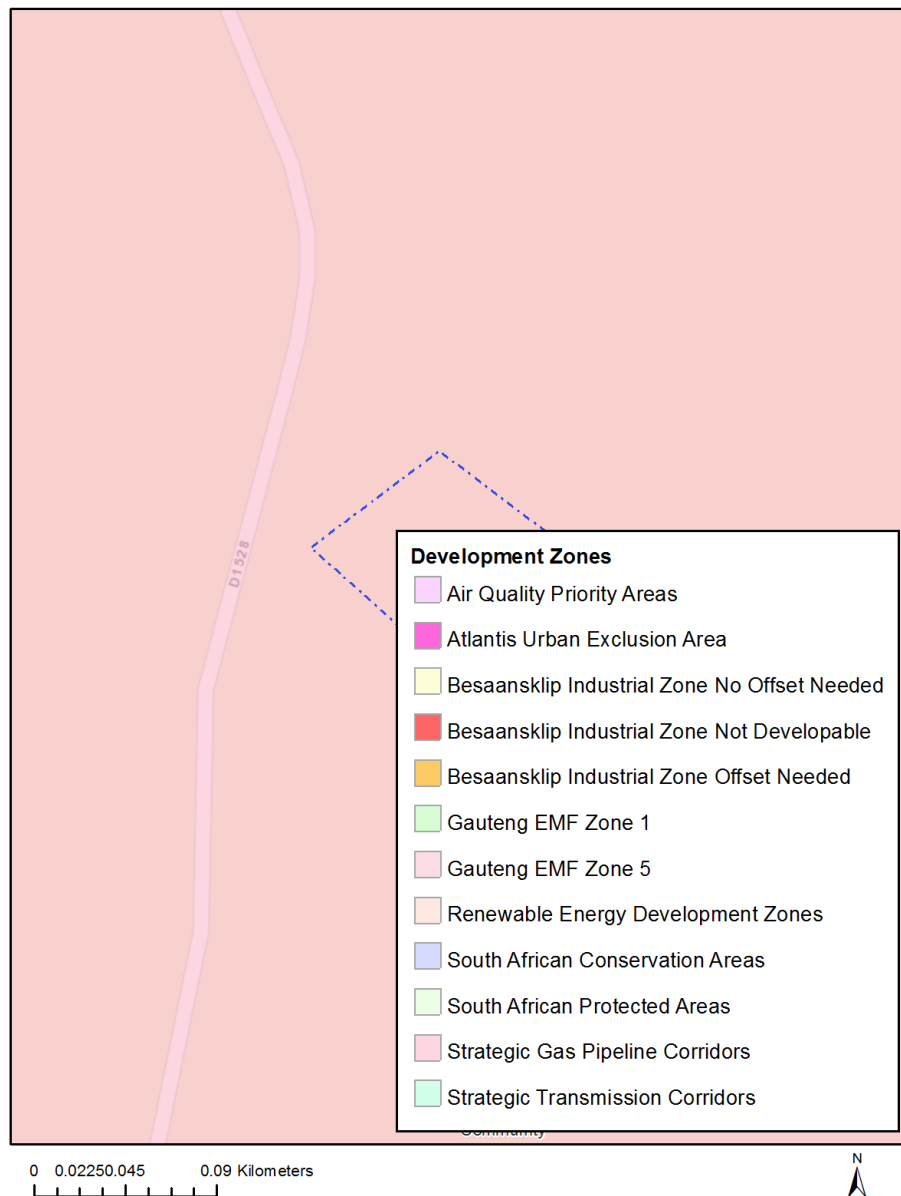 D1528
Development Zones
Air Quality Priority Areas
Atlantis Urban Exclusion Area
Besaansklip Industrial Zone No Offset Needed
Besaansklip Industrial Zone Not Developable
Besaansklip Industrial Zone Offset Needed
Gauteng EMF Zone 1
Gauteng EMF Zone 5
Renewable Energy Development Zones
South African Conservation Areas
South African Protected Areas
Strategic Gas Pipeline Corridors
Strategic Transmission Corridors
Community
0 0.02250.045 0.09 Kilometers
N